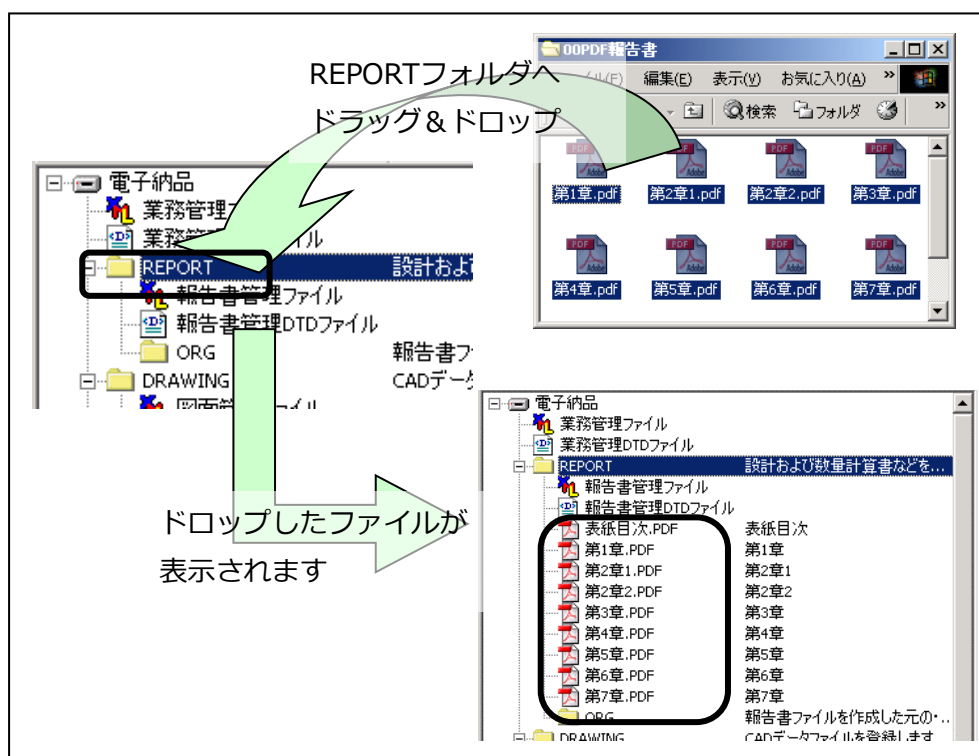 00PDF報告書
編集(E) 表示(V) お気に入り(A) »
検索 フォルダ »
第1章.pdf 第2章1.pdf 第2章2.pdf 第3章.pdf
第4章.pdf 第5章.pdf 第6章.pdf 第7章.pdf
REPORTフォルダへ
ドラッグ＆ドロップ
電子納品
業務管理
業務管理
REPORT 設計およ
報告書管理ファイル
報告書管理DTDファイル
ORG 報告書フ
DRAWING CADデータ
ドロップしたファイルが
表示されます
電子納品
業務管理ファイル
業務管理DTDファイル
REPORT 設計および数量計算書などを...
報告書管理ファイル
報告書管理DTDファイル
表紙目次.PDF 表紙目次
第1章.PDF 第1章
第2章1.PDF 第2章1
第2章2.PDF 第2章2
第3章.PDF 第3章
第4章.PDF 第4章
第5章.PDF 第5章
第6章.PDF 第6章
第7章.PDF 第7章
ORG 報告書ファイルを作成した元の・..
DRAWING CADデータファイルを登録します